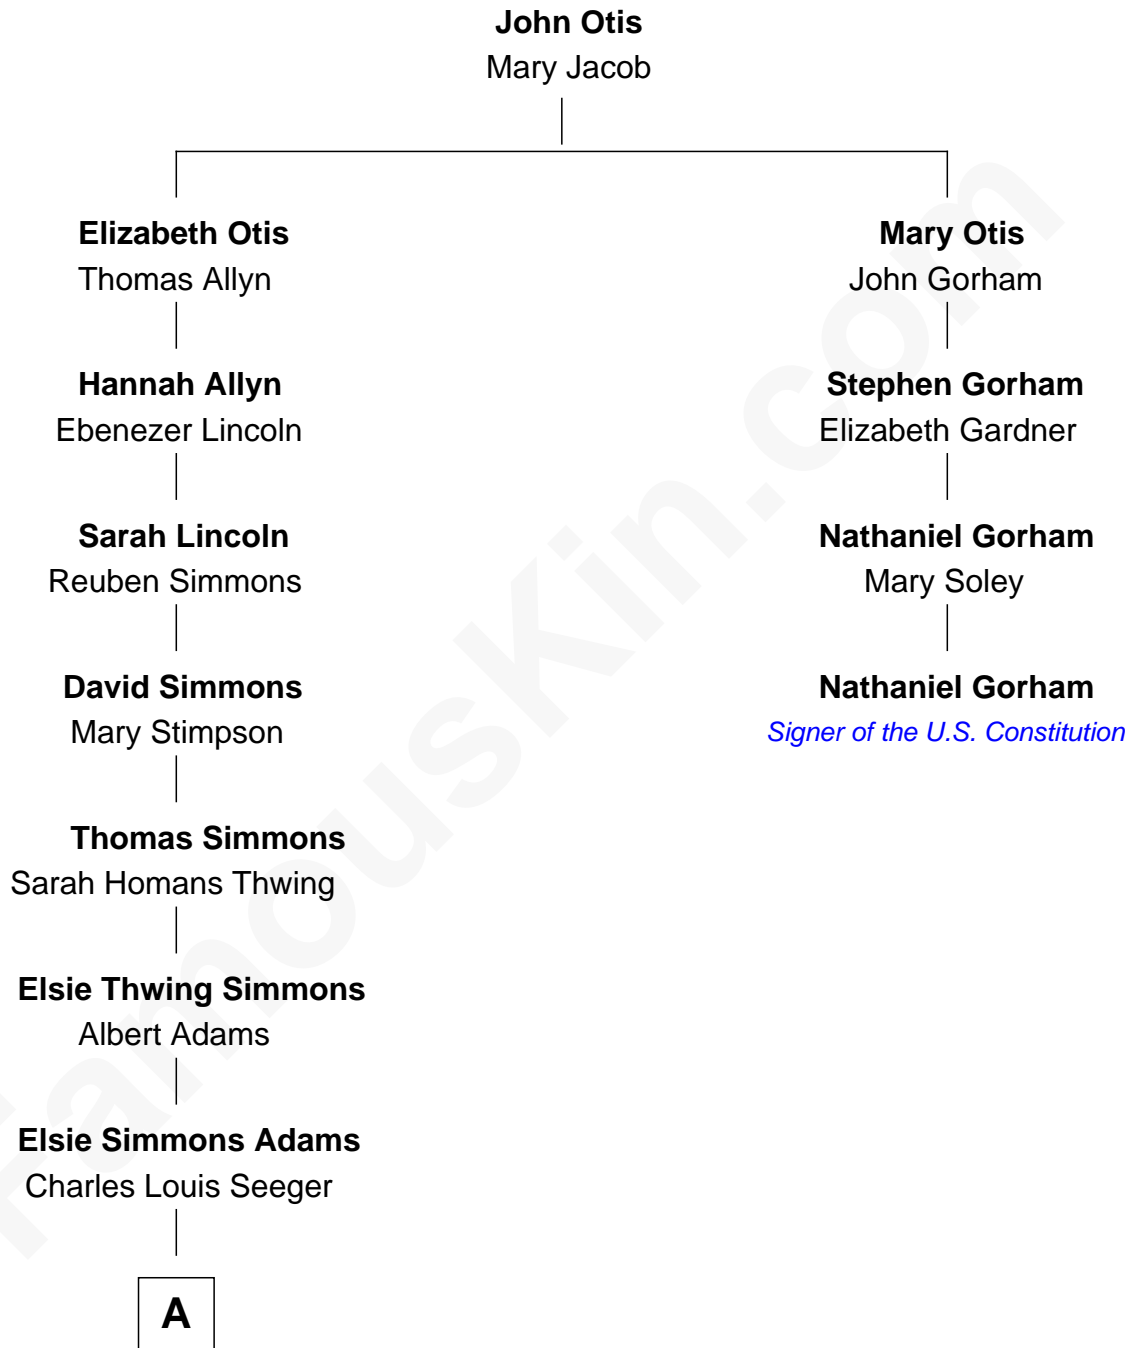 John Otis
Mary Jacob
Elizabeth Otis
Thomas Allyn
Mary Otis
John Gorham
Hannah Allyn
Ebenezer Lincoln
Stephen Gorham
Elizabeth Gardner
Sarah Lincoln
Reuben Simmons
Nathaniel Gorham
Mary Soley
David Simmons
Mary Stimpson
Nathaniel Gorham
Signer of the U.S. Constitution
Thomas Simmons
Sarah Homans Thwing
Elsie Thwing Simmons
Albert Adams
Elsie Simmons Adams
Charles Louis Seeger
A
FamousKin.com